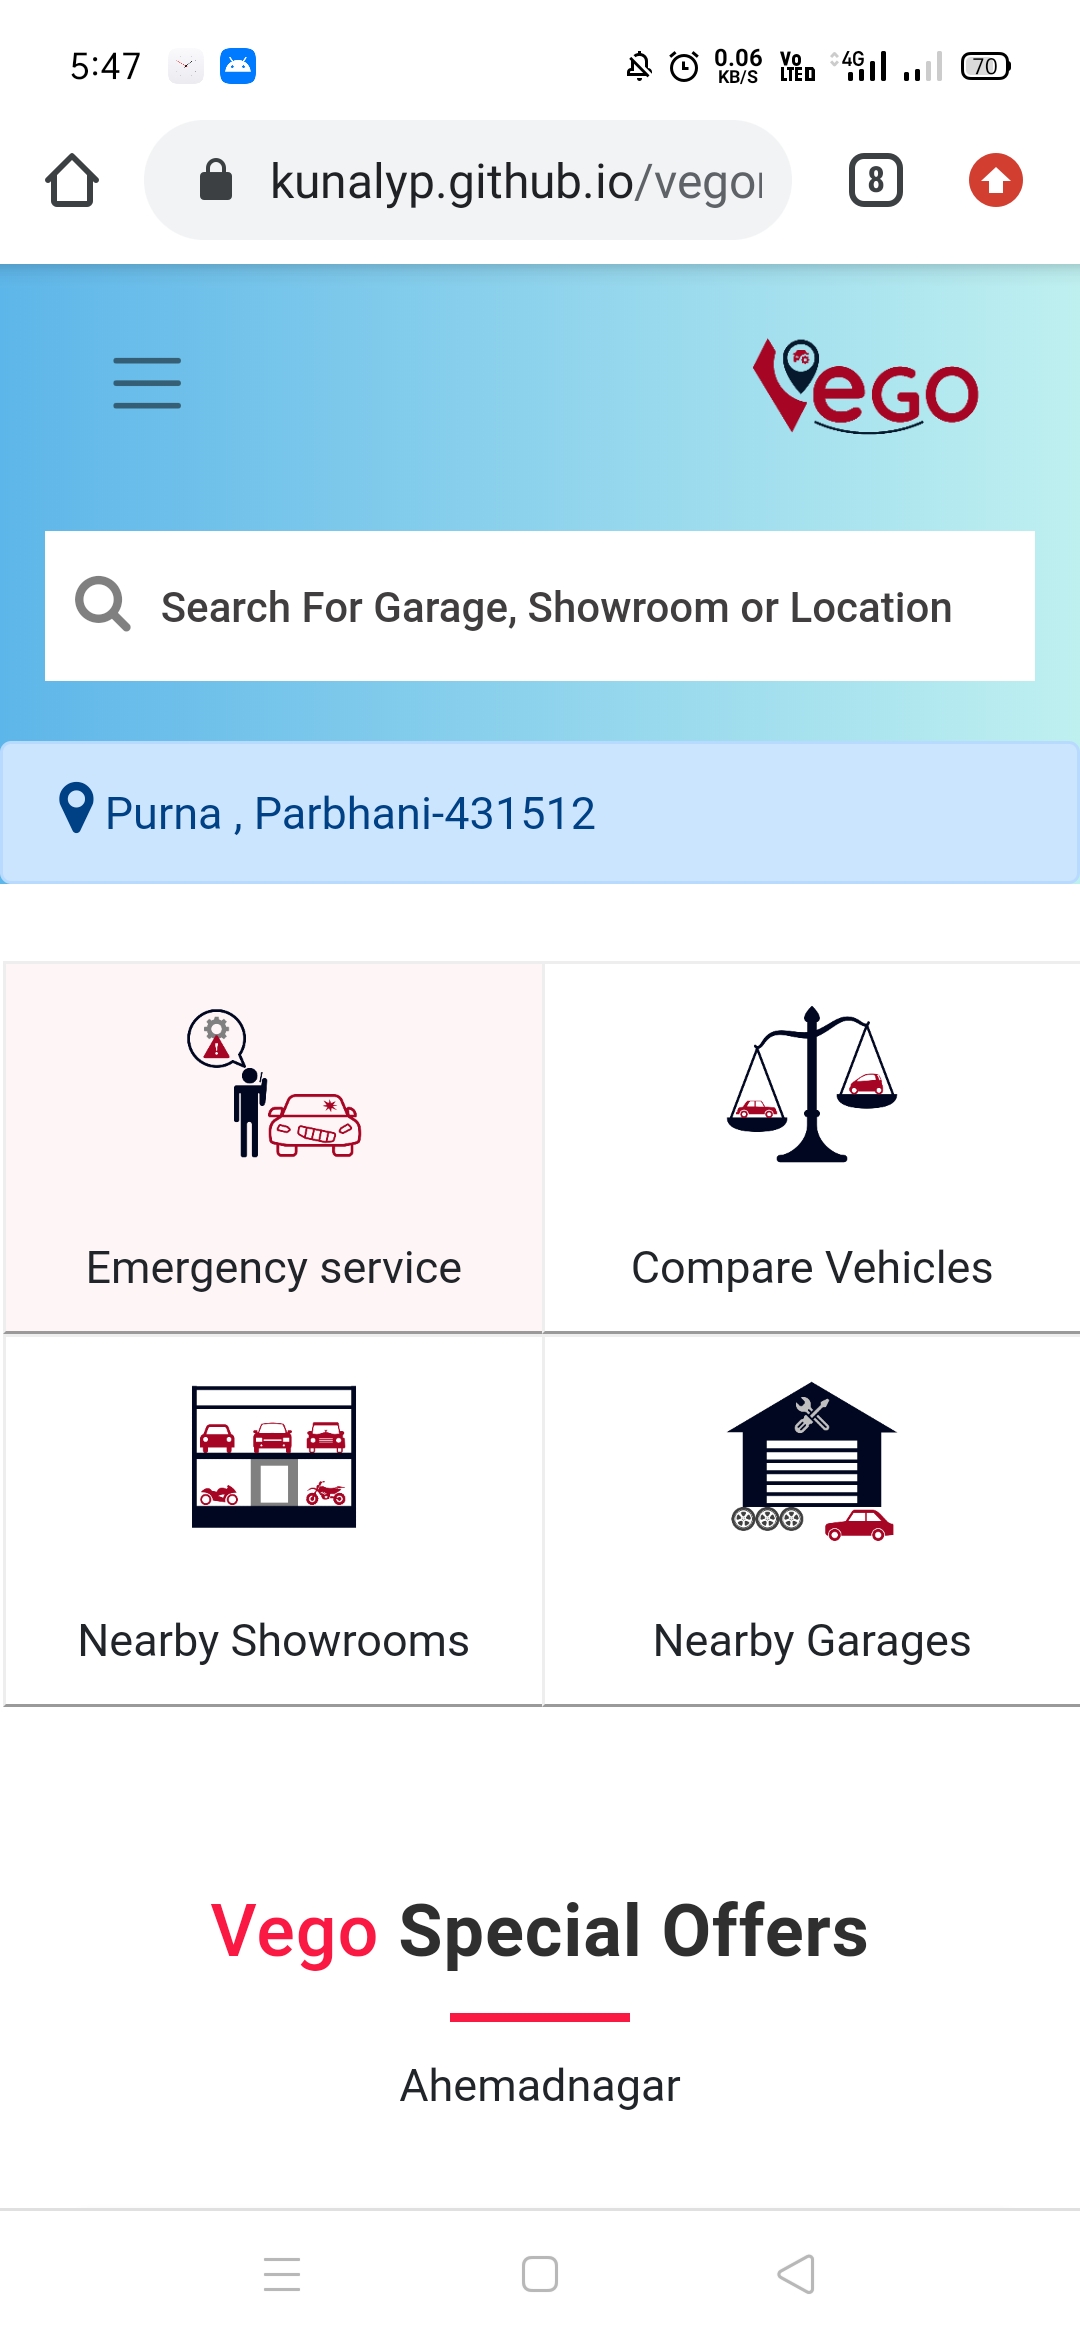 5:47
0.06 KB/S
Vo LTE
4G
70
kunalyp.github.io/vego
8
Vego
Search For Garage, Showroom or Location
Purna , Parbhani-431512
Emergency service
Compare Vehicles
Nearby Showrooms
Nearby Garages
Vego Special Offers
Ahemadnagar